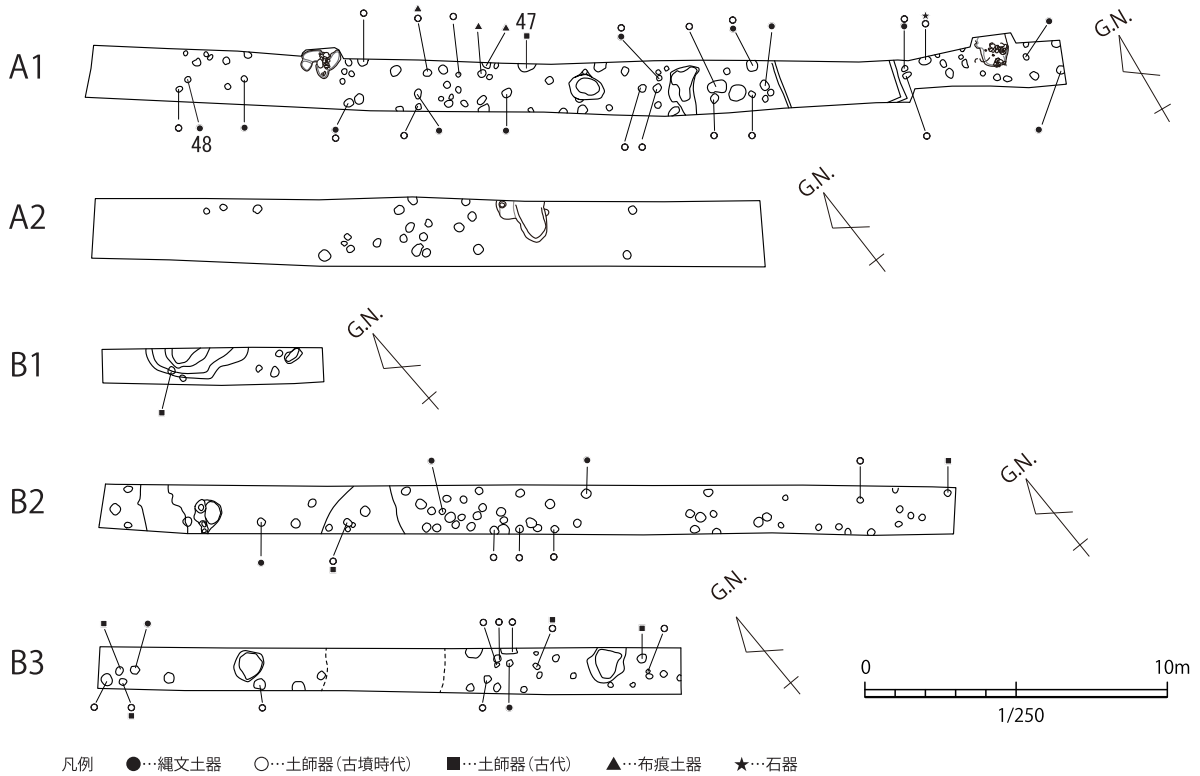 A1
47
48
G.N.
A2
G.N.
B1
G.N.
B2
G.N.
B3
G.N.
0 10m
1/250
凡例 ●…縄文土器 ○…土師器(古墳時代) ■…土師器(古代) ▲…布痕土器 ★…石器